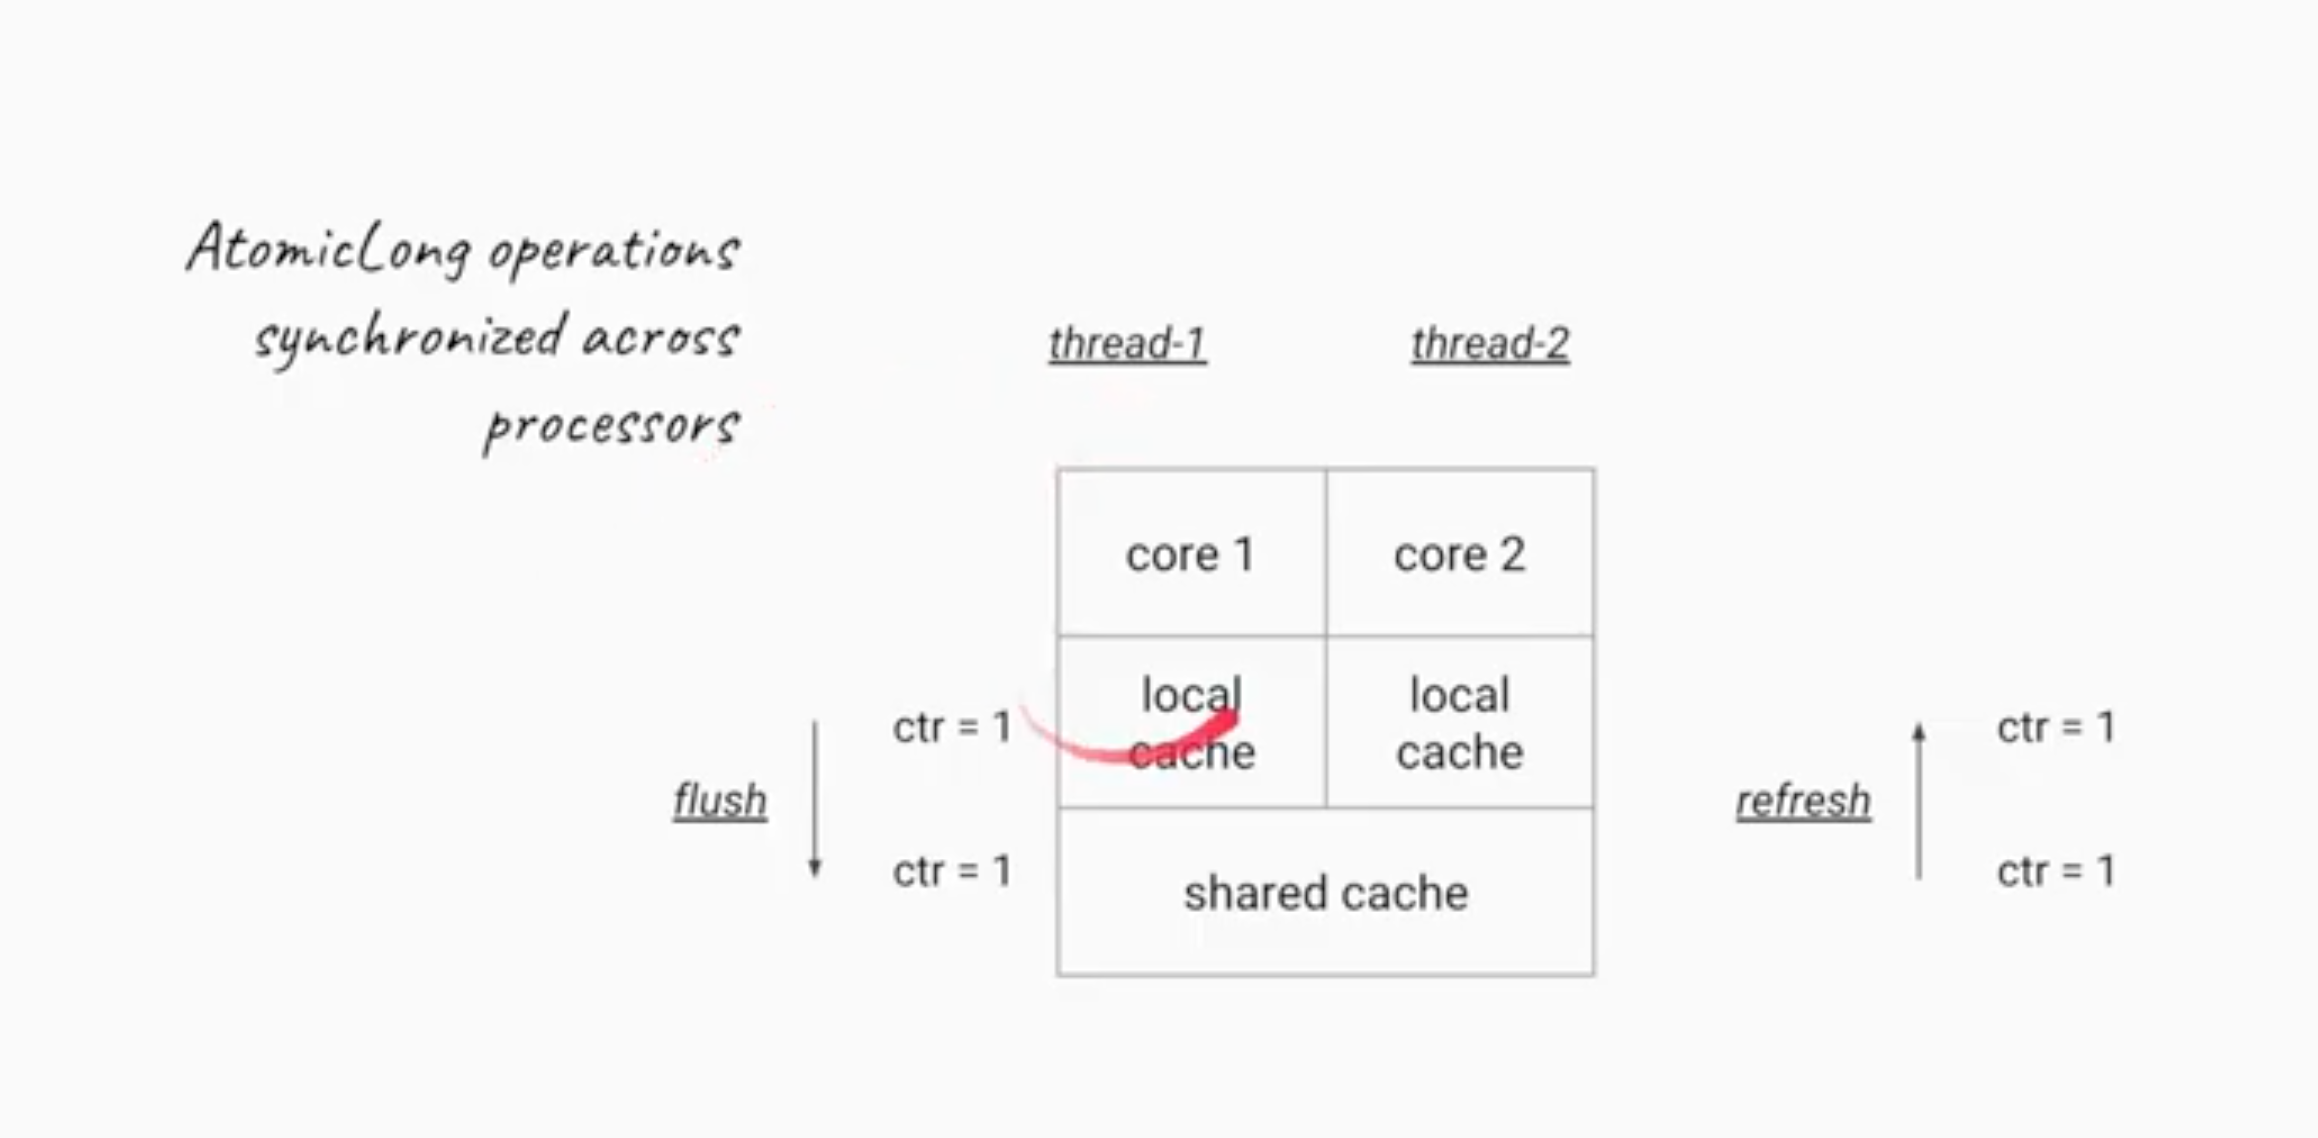 AtomicLong operations
synchronized across
processors
thread-1
thread-2
core 1
core 2
local
cache
local
cache
shared cache
flush
ctr = 1
ctr = 1
refresh
ctr = 1
ctr = 1